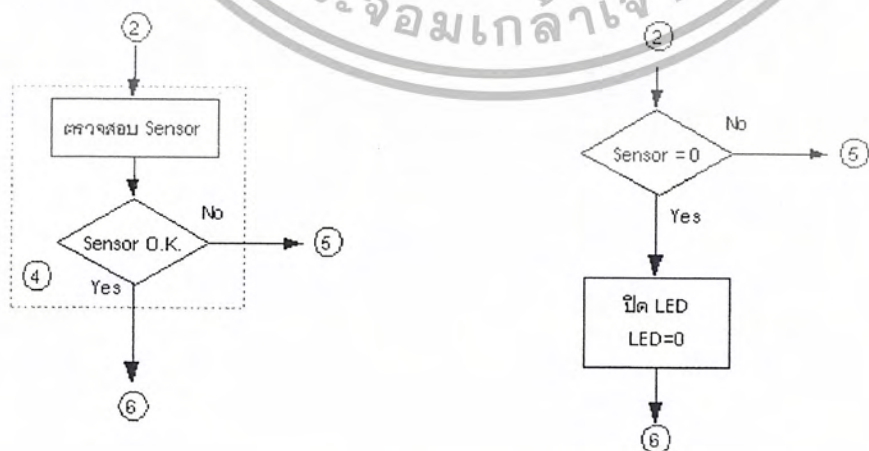 ะจอมเกล้าเจ้า
2
ตรวจสอบ Sensor
Sensor O.K.
No
5
4
Yes
6
2
Sensor = 0
No
5
Yes
ปิด LED
LED=0
6